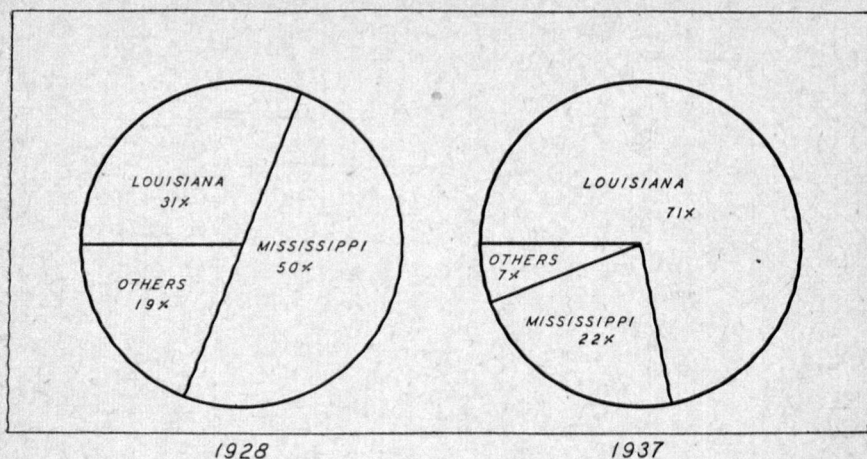 LOUISIANA
31%
MISSISSIPPI
50%
OTHERS
19%
1928
LOUISIANA
71%
OTHERS
7%
MISSISSIPPI
22%
1937